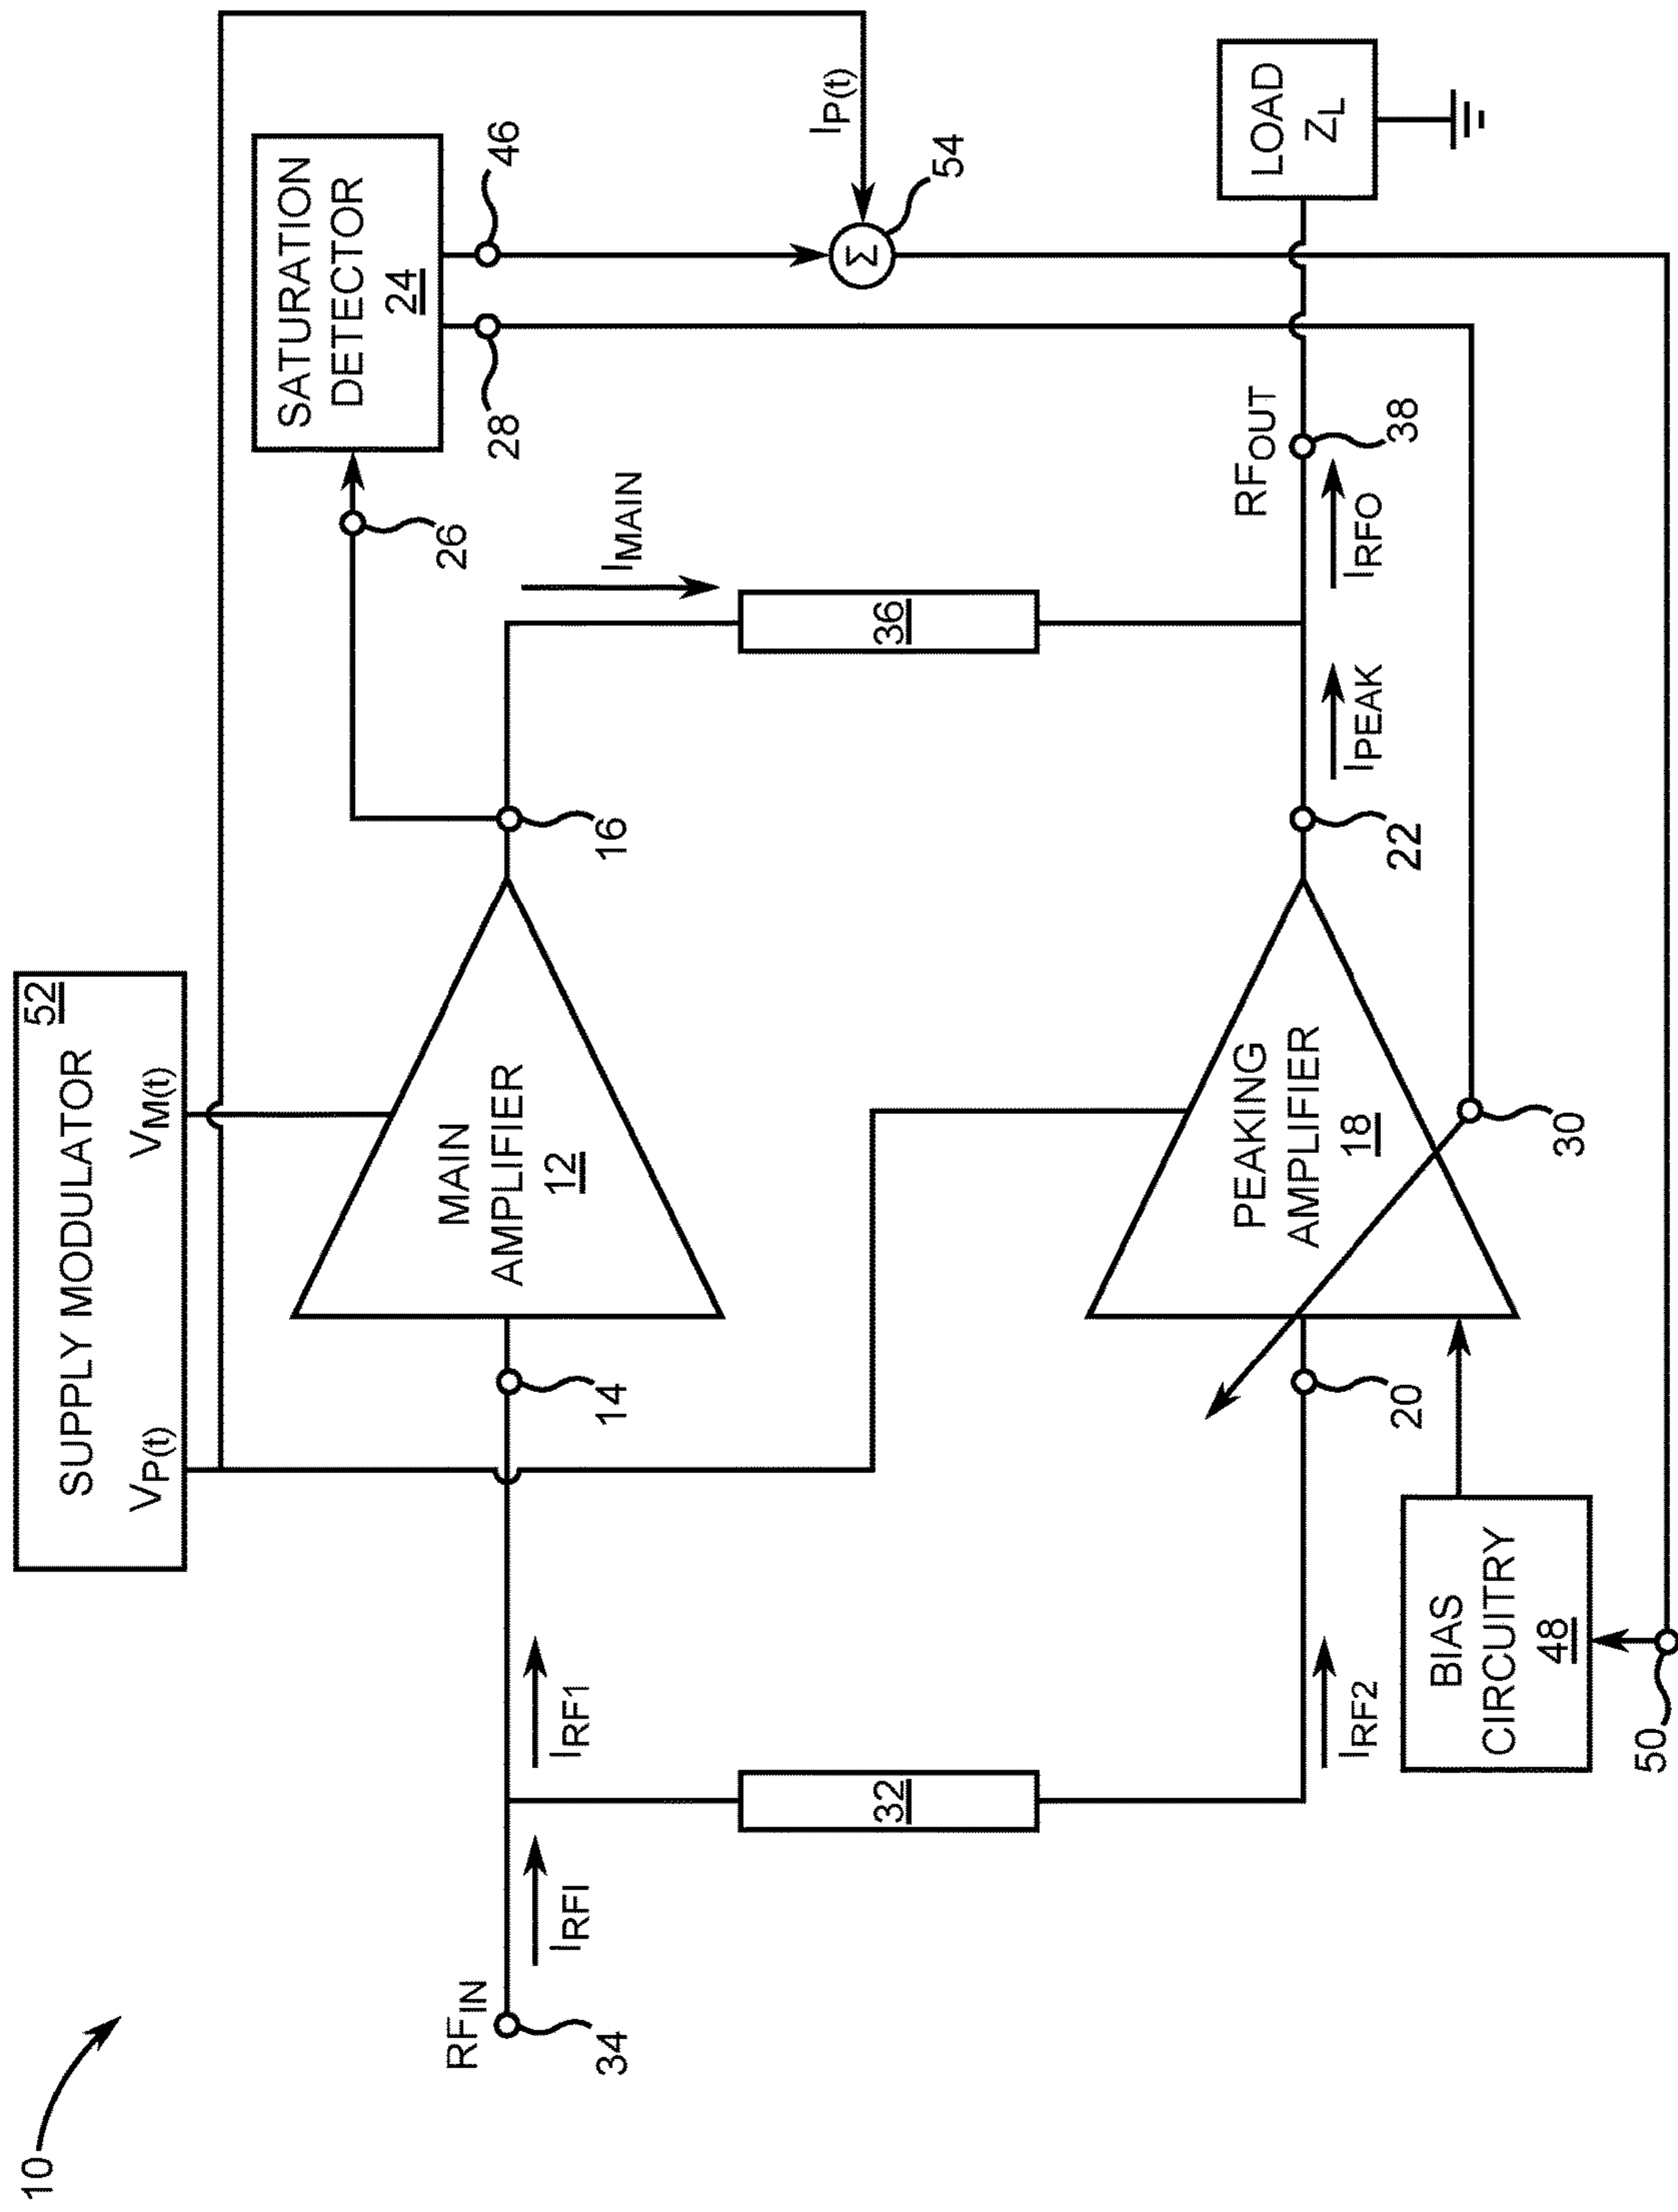 10
SUPPLY MODULATOR
52
VP(t)
VM(t)
SATURATION
DETECTOR
24
26
28
46
IP(t)
Σ
54
RFIN
34
IRFI
IRF1
14
MAIN
AMPLIFIER
12
16
IMAIN
32
36
IRF2
20
PEAKING
AMPLIFIER
18
22
IPEAK
IRFO
RFOUT
38
LOAD
ZL
30
BIAS
CIRCUITRY
48
50